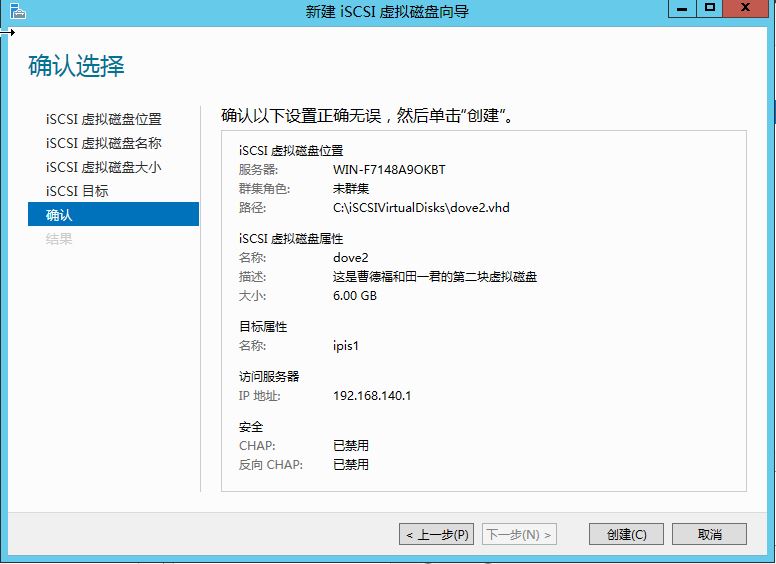 新建 iSCSI 虚拟磁盘向导
确认选择
iSCSI 虚拟磁盘位置
iSCSI 虚拟磁盘名称
iSCSI 虚拟磁盘大小
iSCSI 目标
确认
结果
确认以下设置正确无误，然后单击"创建"。
iSCSI 虚拟磁盘位置
服务器: WIN-F7148A9OKBT
群集角色: 未群集
路径: C:\iSCSIVirtualDisks\dove2.vhd
iSCSI 虚拟磁盘属性
名称: dove2
描述: 这是曹德福和田一君的第二块虚拟磁盘
大小: 6.00 GB
目标属性
名称: ipis1
访问服务器
IP 地址: 192.168.140.1
安全
CHAP: 已禁用
反向 CHAP: 已禁用
< 上一步(P) 下一步(N) > 创建(C) 取消